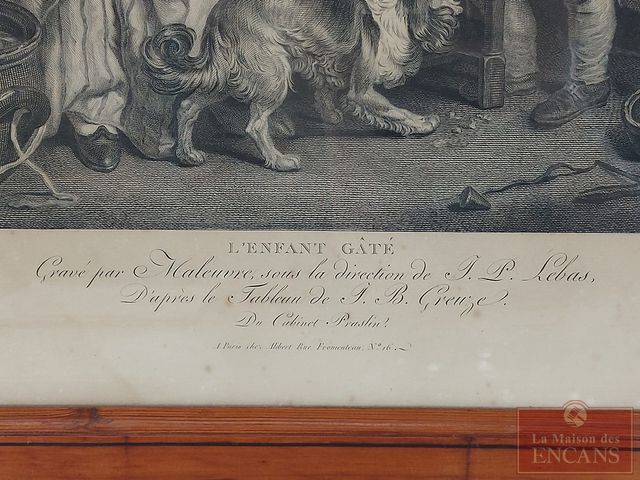 L'ENFANT GÂTÉ
Gravé par Maleuvre, sous la direction de J. P. Lebas,
D'après le Tableau de J. B. Greuze.
Du Cabinet Praslin.
A Paris chez Alibert Rue Fromenteau, N.º 16.
La Maison des
ENCANS